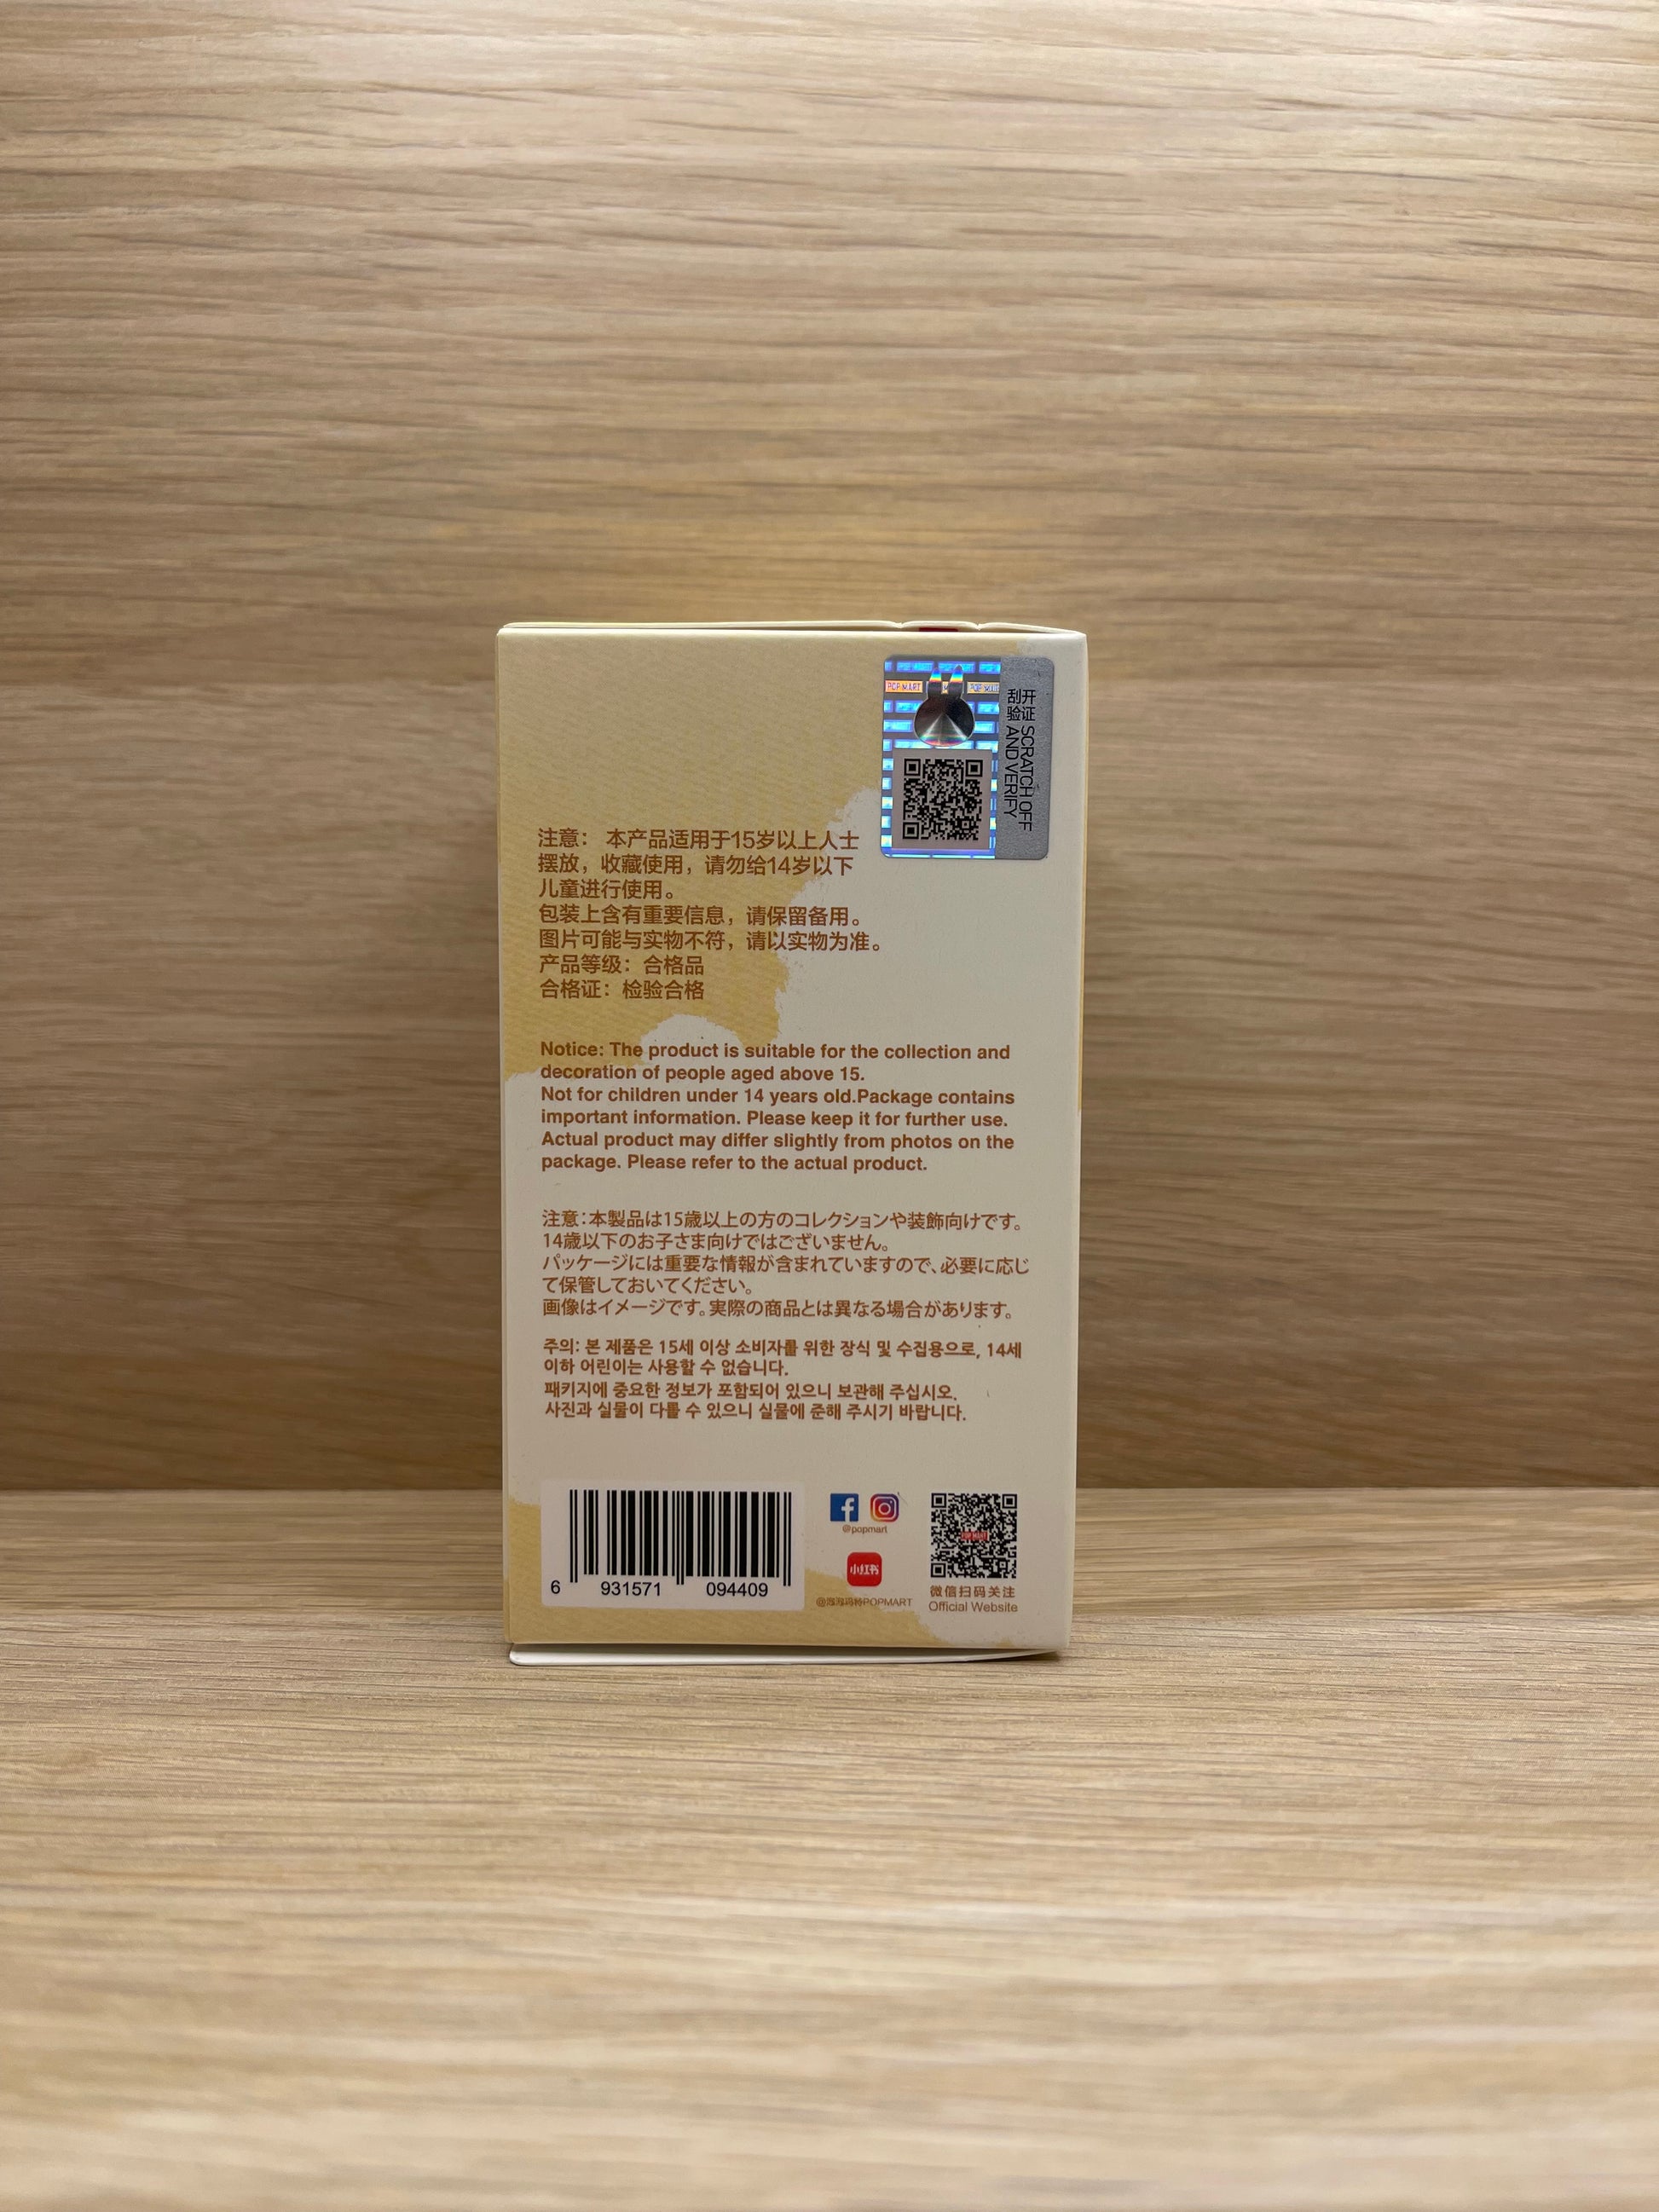 POP MART
POP MART
开 证 SCRATCH OFF
刮 验 AND VERIFY
注意： 本产品适用于15岁以上人士
摆放，收藏使用，请勿给14岁以下
儿童进行使用。
包装上含有重要信息，请保留备用。
图片可能与实物不符，请以实物为准。
产品等级：合格品
合格证：检验合格
Notice: The product is suitable for the collection and
decoration of people aged above 15.
Not for children under 14 years old.Package contains
important information. Please keep it for further use.
Actual product may differ slightly from photos on the
package. Please refer to the actual product.
注意：本製品は15歳以上の方のコレクションや装飾向けです。
14歳以下のお子さま向けではございません。
パッケージには重要な情報が含まれていますので、必要に応じ
て保管しておいてください。
画像はイメージです。実際の商品とは異なる場合があります。
주의: 본 제품은 15세 이상 소비자를 위한 장식 및 수집용으로, 14세
이하 어린이는 사용할 수 없습니다.
패키지에 중요한 정보가 포함되어 있으니 보관해 주십시오.
사진과 실물이 다를 수 있으니 실물에 준해 주시기 바랍니다.
6 931571 094409
@popmart
小红书
@泡泡玛特POPMART
POP MART
微信扫码关注
Official Website